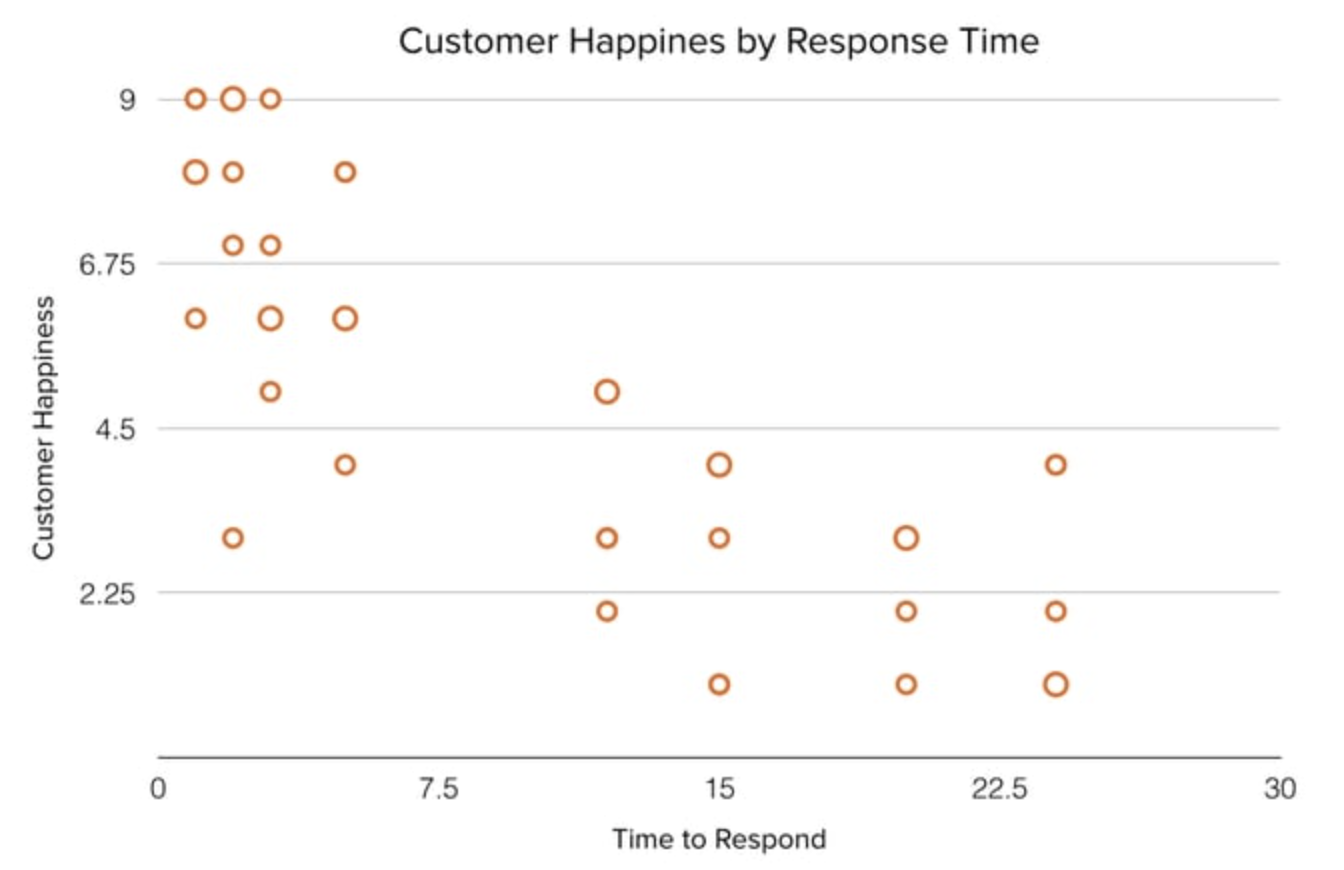 Customer Happines by Response Time
9
6.75
4.5
2.25
Customer Happiness
0 7.5 15 22.5 30
Time to Respond